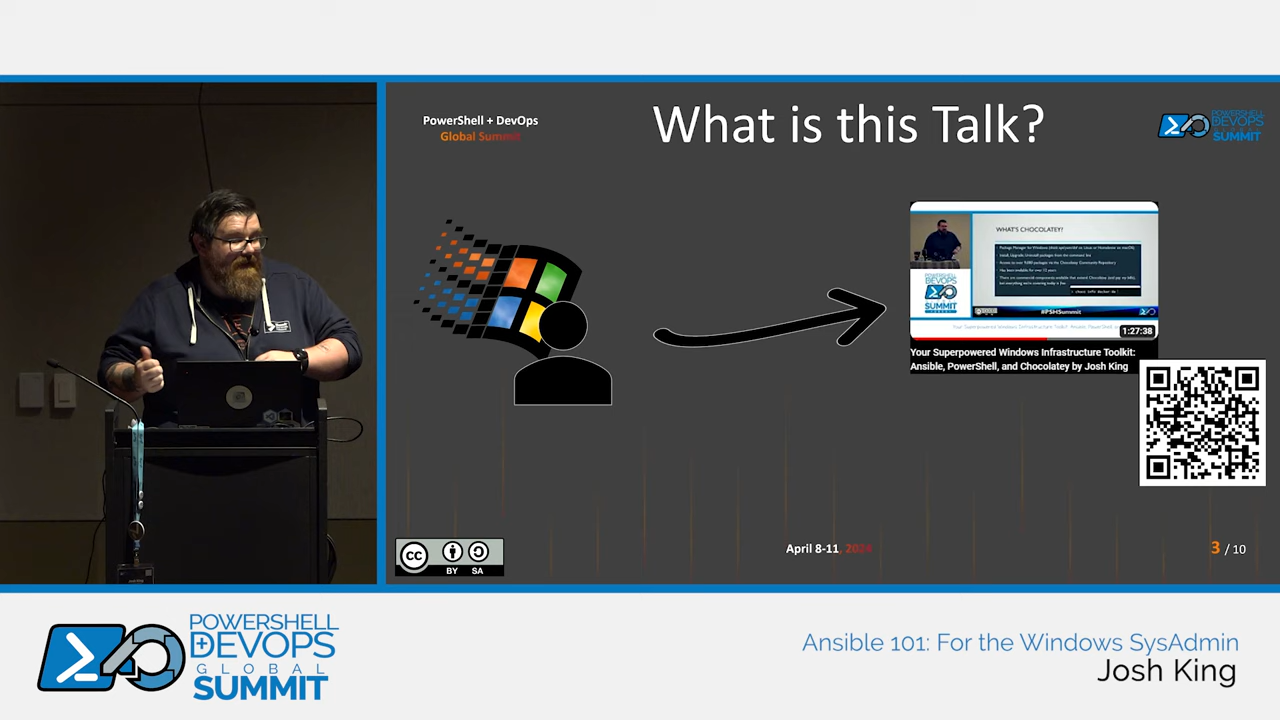 PowerShell + DevOps
Global Summit
What is this Talk?
POWERSHELL
DEVOPS
SUMMIT
WHAT'S CHOCOLATEY?
#PSHSummit
1:27:38
Your Superpowered Windows Infrastructure Toolkit:
Ansible, PowerShell, and Chocolatey by Josh King
CC BY SA
April 8-11, 2024
3 / 10
POWERSHELL
+DEVOPS
GLOBAL
SUMMIT
Ansible 101: For the Windows SysAdmin
Josh King